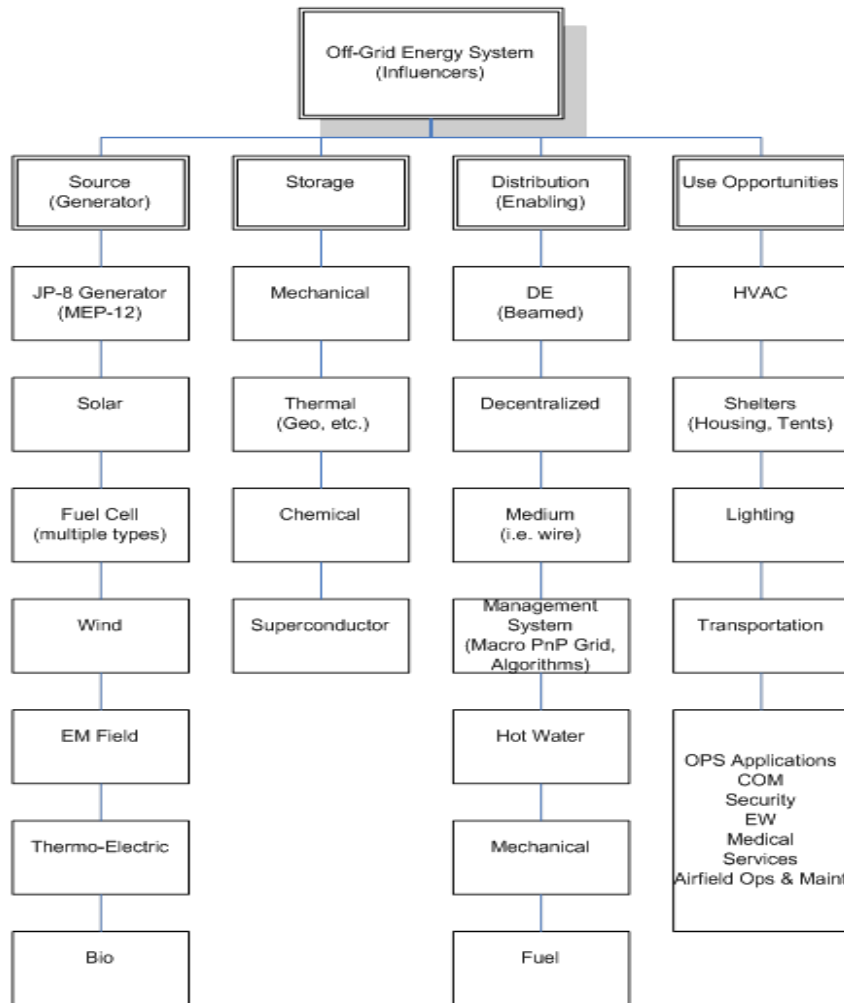 Off-Grid Energy System
(Influencers)
Source
(Generator)
Storage
Distribution
(Enabling)
Use Opportunities
JP-8 Generator
(MEP-12)
Mechanical
DE
(Beamed)
HVAC
Solar
Thermal
(Geo, etc.)
Decentralized
Shelters
(Housing, Tents)
Fuel Cell
(multiple types)
Chemical
Medium
(i.e. wire)
Lighting
Wind
Superconductor
Management
System
(Macro PnP Grid,
Algorithms)
Transportation
EM Field
Hot Water
OPS Applications
COM
Security
EW
Medical
Services
Airfield Ops & Maint
Thermo-Electric
Mechanical
Bio
Fuel